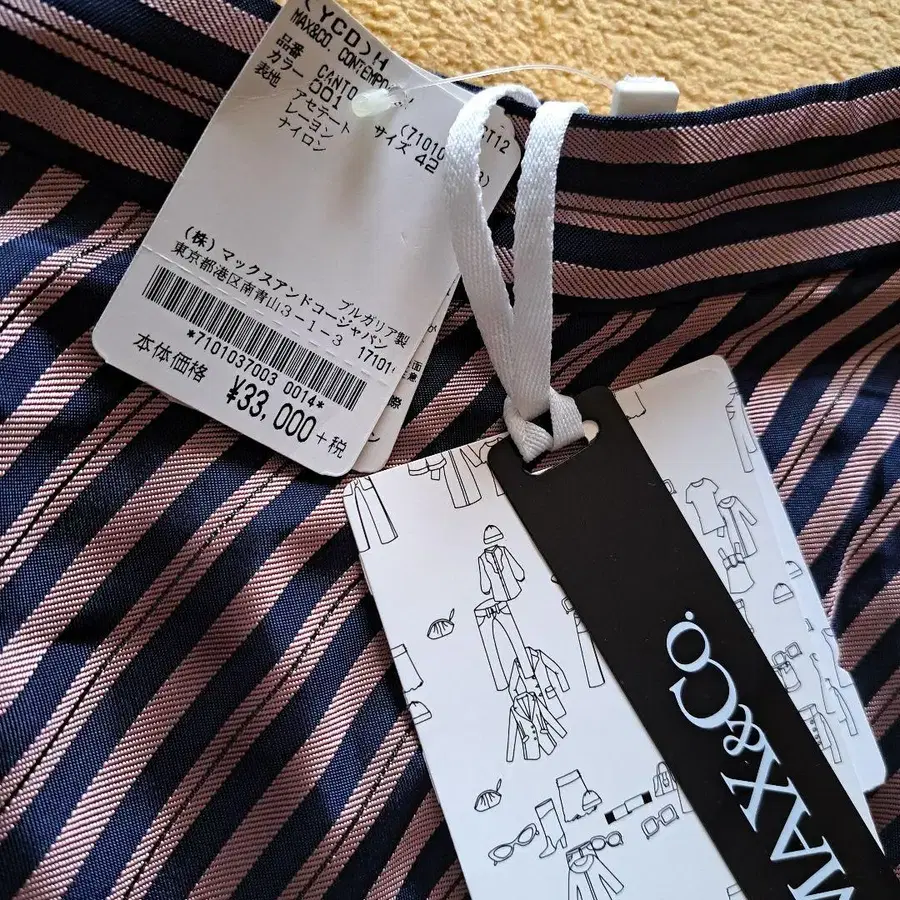 (YCD)H
MAX&CO. CONTEMPORARY
品番 CANTO
カラー 001
(71010
サイズ 42
表地 アセテート
レーヨン
ナイロン
ブルガリア製
(株)マックスアンドコージャパン
東京都港区南青山3-1-3 17101
*7101037003 0014*
本体価格
¥33,000+税
MAX&Co.